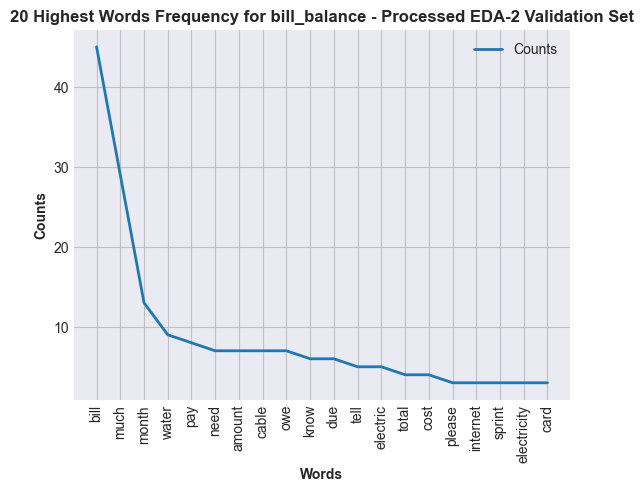 20 Highest Words Frequency for bill_balance - Processed EDA-2 Validation Set
Counts
Counts
40
30
20
10
bill
much
month
water
pay
need
amount
cable
owe
know
due
tell
electric
total
cost
please
internet
sprint
electricity
card
Words